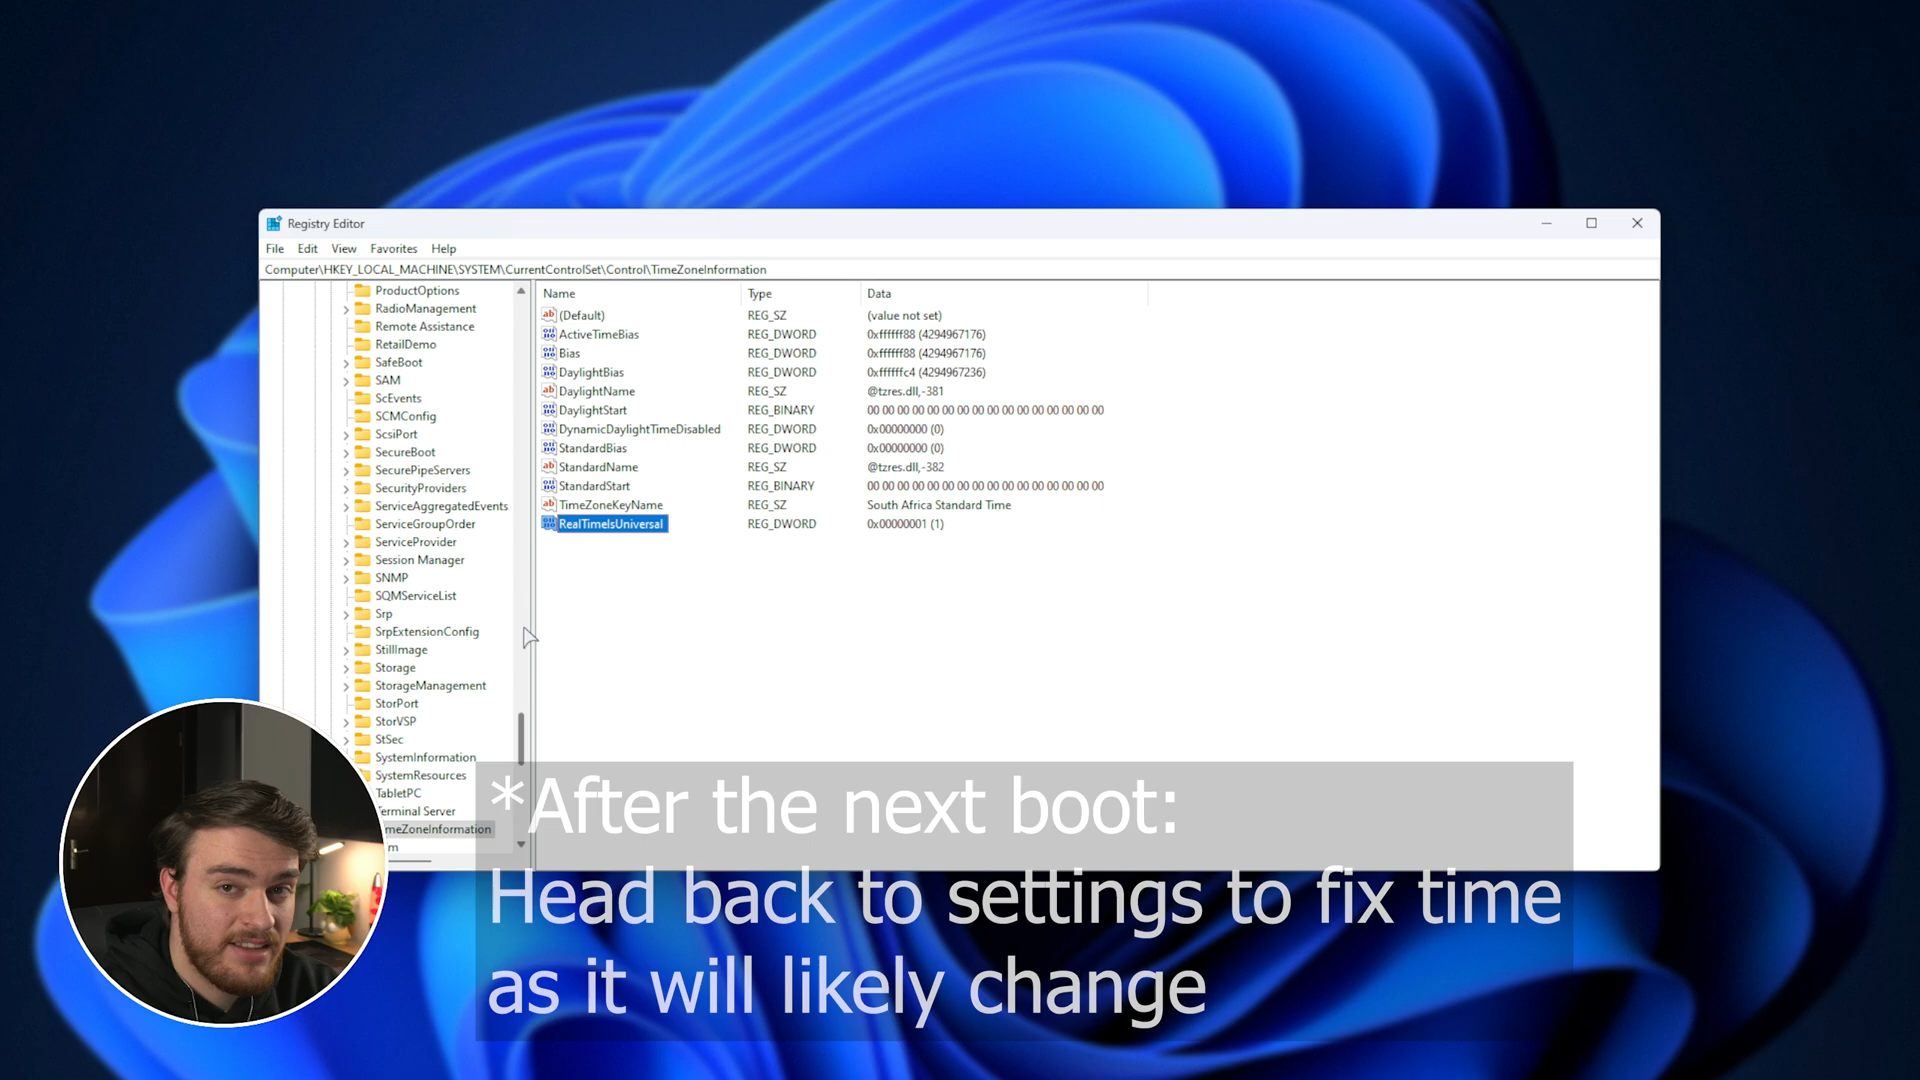 Registry Editor
File Edit View Favorites Help
Computer\HKEY_LOCAL_MACHINE\SYSTEM\CurrentControlSet\Control\TimeZoneInformation
ProductOptions
RadioManagement
Remote Assistance
RetailDemo
SafeBoot
SAM
ScEvents
SCMConfig
ScsiPort
SecureBoot
SecurePipeServers
SecurityProviders
ServiceAggregatedEvents
ServiceGroupOrder
ServiceProvider
Session Manager
SNMP
SQMServiceList
Srp
SrpExtensionConfig
StillImage
Storage
StorageManagement
StorPort
StorVSP
StSec
SystemInformation
SystemResources
TabletPC
Terminal Server
meZoneInformation
m
Name Type Data
(Default) REG_SZ (value not set)
ActiveTimeBias REG_DWORD 0xffffff88 (4294967176)
Bias REG_DWORD 0xffffff88 (4294967176)
DaylightBias REG_DWORD 0xffffffc4 (4294967236)
DaylightName REG_SZ @tzres.dll,-381
DaylightStart REG_BINARY 00 00 00 00 00 00 00 00 00 00 00 00 00 00 00 00
DynamicDaylightTimeDisabled REG_DWORD 0x00000000 (0)
StandardBias REG_DWORD 0x00000000 (0)
StandardName REG_SZ @tzres.dll,-382
StandardStart REG_BINARY 00 00 00 00 00 00 00 00 00 00 00 00 00 00 00 00
TimeZoneKeyName REG_SZ South Africa Standard Time
RealTimeIsUniversal REG_DWORD 0x00000001 (1)
*After the next boot:
Head back to settings to fix time
as it will likely change